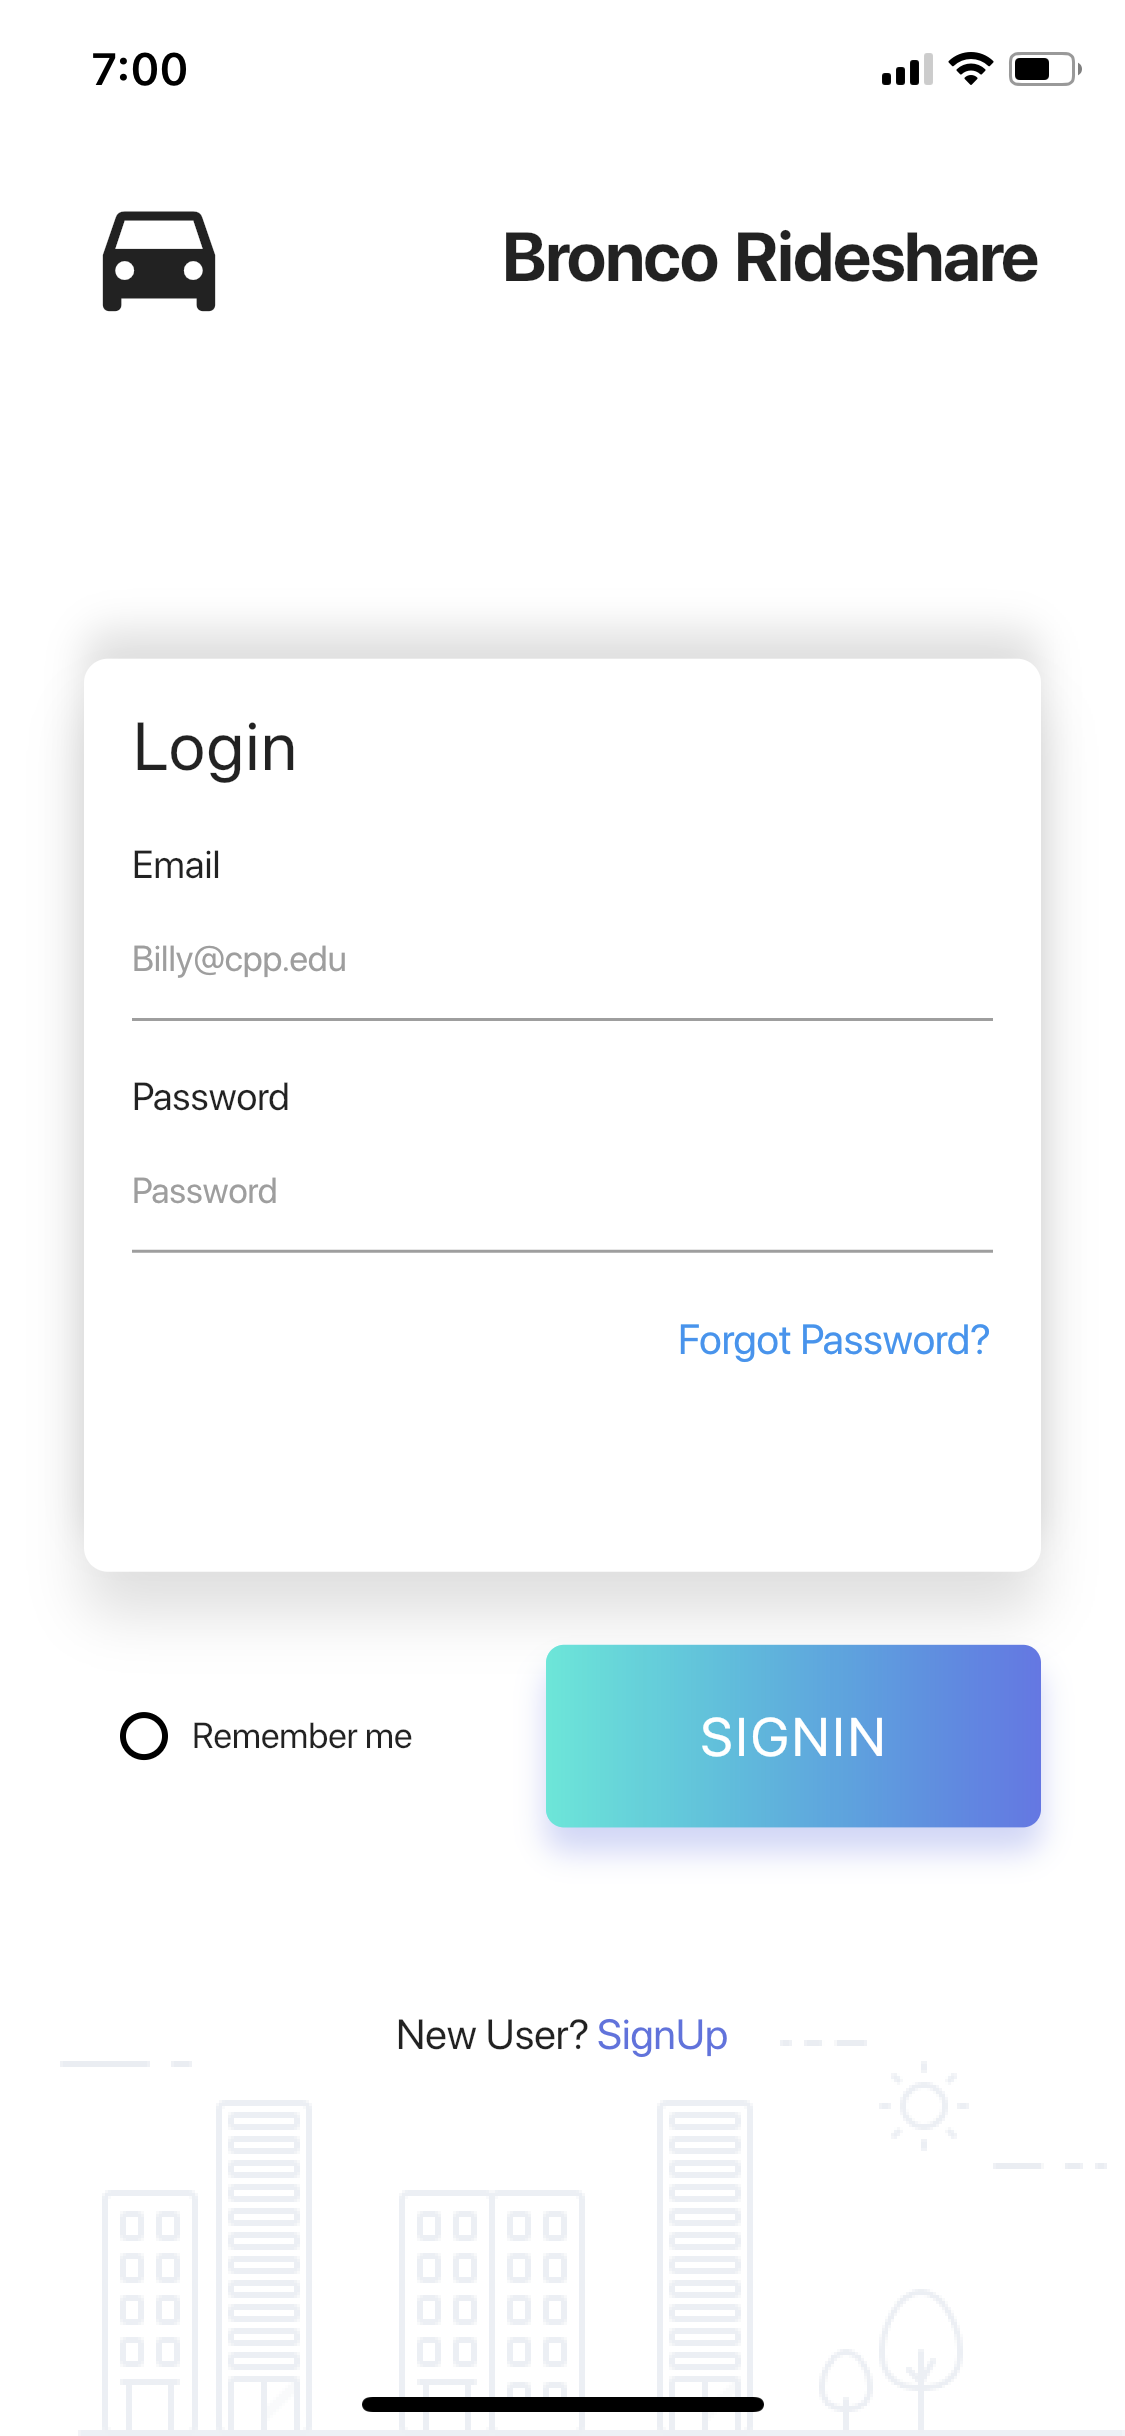 7:00
Bronco Rideshare
Login
Email
Billy@cpp.edu
Password
Password
Forgot Password?
Remember me
SIGNIN
New User? SignUp